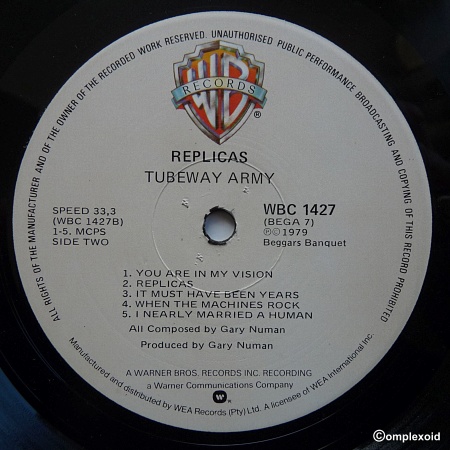 ALL RIGHTS OF THE MANUFACTURER AND OF THE OWNER OF THE RECORDED WORK RESERVED. UNAUTHORISED PUBLIC PERFORMANCE BROADCASTING AND COPYING OF THIS RECORD PROHIBITED
WB
RECORDS
®
REPLICAS
TUBEWAY ARMY
SPEED 33,3
(WBC 1427B)
1-5. MCPS
SIDE TWO
WBC 1427
(BEGA 7)
℗©1979
Beggars Banquet
1. YOU ARE IN MY VISION
2. REPLICAS
3. IT MUST HAVE BEEN YEARS
4. WHEN THE MACHINES ROCK
5. I NEARLY MARRIED A HUMAN
All Composed by Gary Numan
Produced by Gary Numan
A WARNER BROS. RECORDS INC. RECORDING
a Warner Communications Company
Manufactured and distributed by WEA Records (Pty) Ltd. A licensee of WEA International Inc.
©omplexoid